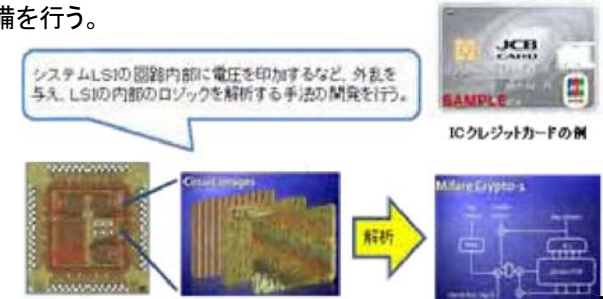 備を行う。
システムLSIの回路内部に電圧を印加するなど、外乱を
与え、LSIの内部のロジックを解析する手法の開発を行う。
JCB
CARD
SAMPLE
JCB
ICクレジットカードの例
Circuit images
解析
Mifare Crypto-1